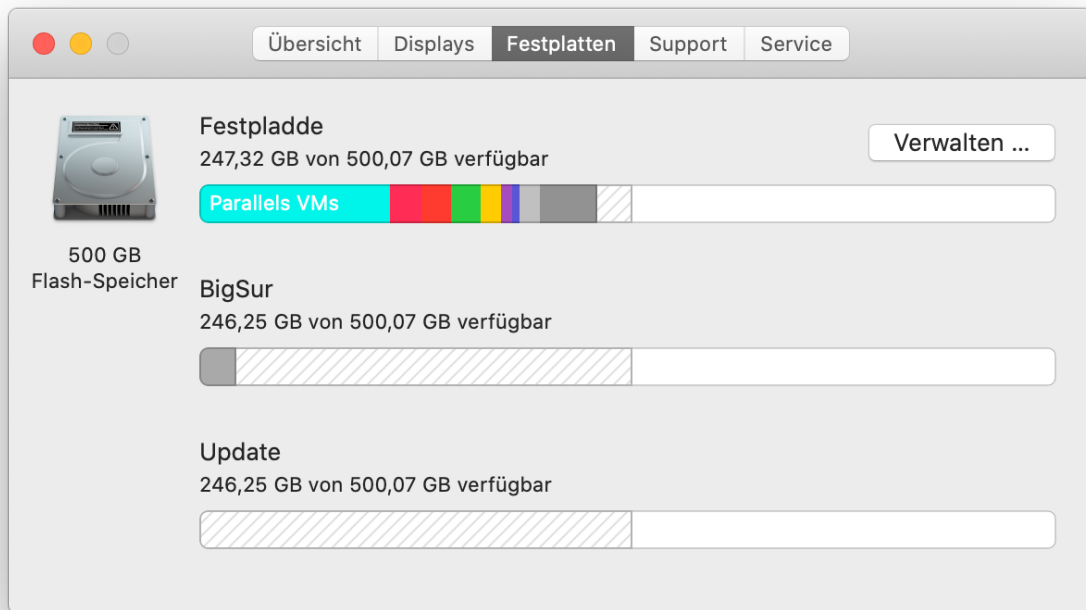 Übersicht
Displays
Festplatten
Support
Service
Festpladde
247,32 GB von 500,07 GB verfügbar
Verwalten ...
Parallels VMs
500 GB
Flash-Speicher
BigSur
246,25 GB von 500,07 GB verfügbar
Update
246,25 GB von 500,07 GB verfügbar